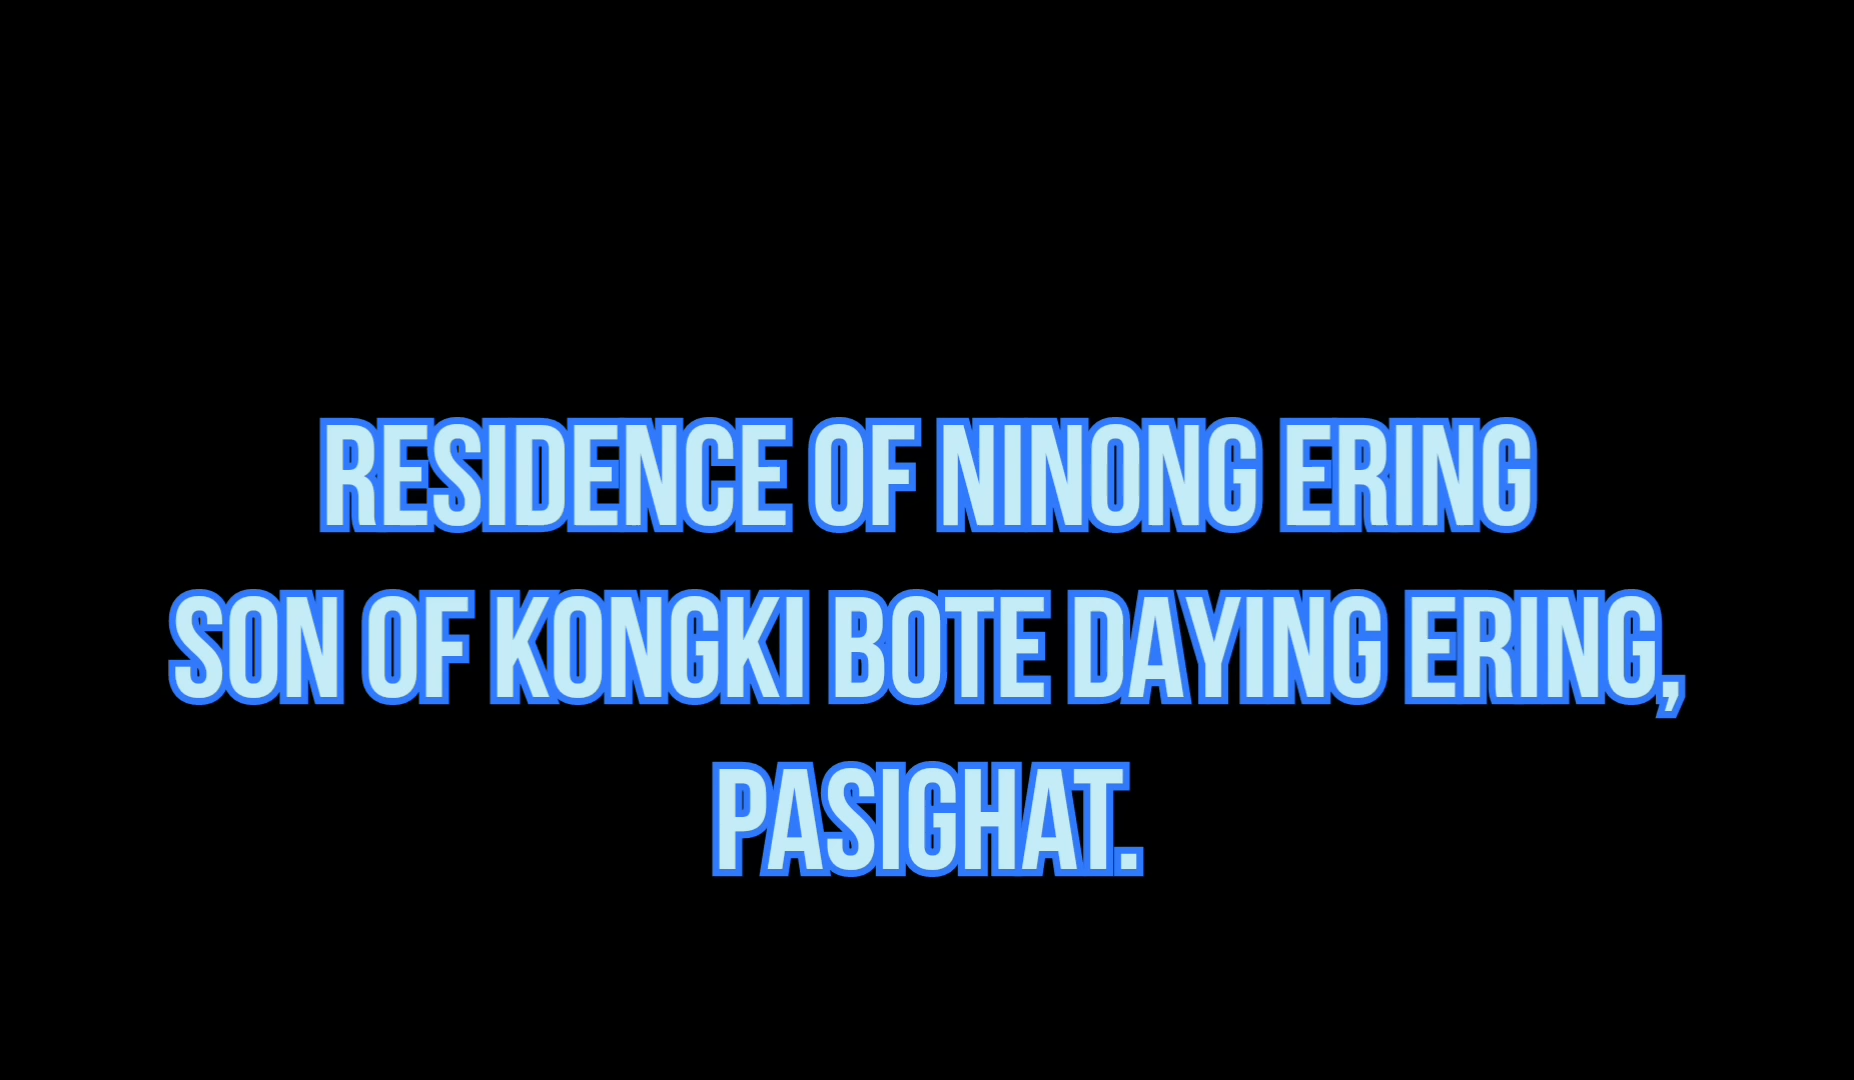 RESIDENCE OF NINONG ERING
SON OF KONGKI BOTE DAYING ERING,
PASIGHAT.